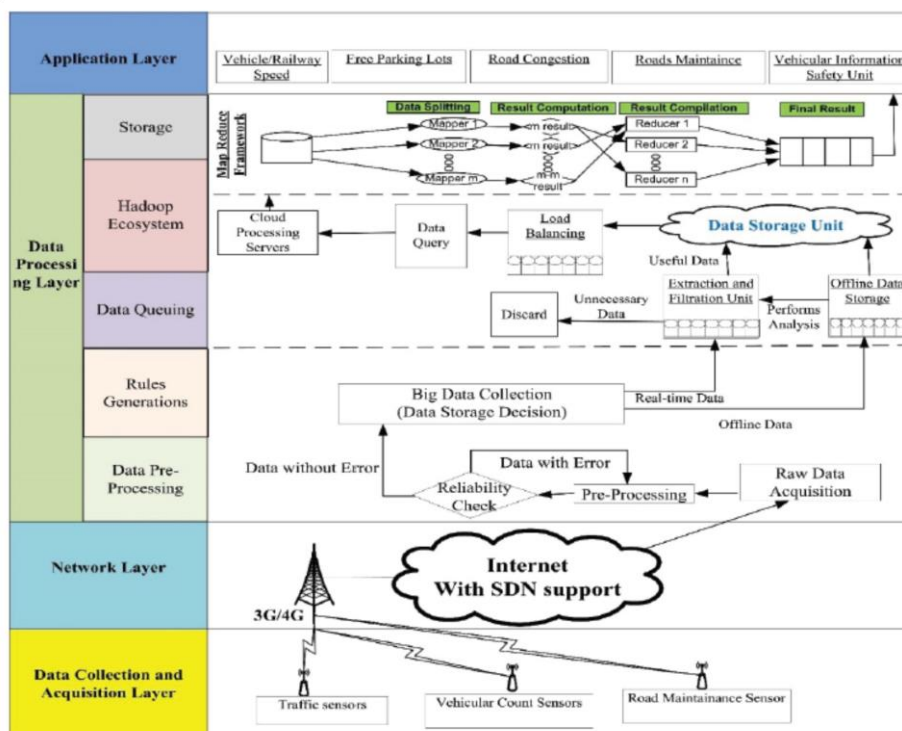 Application Layer
Vehicle/Railway
Speed
Free Parking Lots
Road Congestion
Roads Maintaince
Vehicular Information
Safety Unit
Data
Processi
ng Layer
Storage
Map Reduce
Framework
Data Splitting
Result Computation
Result Compilation
Final Result
Mapper 1
Mapper 2
Mapper m
<m result>
<m result>
<m-m
result
Reducer 1
Reducer 2
Reducer n
Hadoop
Ecosystem
Cloud
Processing
Servers
Data
Query
Load
Balancing
Data Storage Unit
Useful Data
Data Queuing
Discard
Unnecessary
Data
Extraction and
Filtration Unit
Performs
Analysis
Offline Data
Storage
Rules
Generations
Big Data Collection
(Data Storage Decision)
Real-time Data
Offline Data
Data Pre-
Processing
Data without Error
Data with Error
Reliability
Check
Pre-Processing
Raw Data
Acquisition
Network Layer
3G/4G
Internet
With SDN support
Data Collection and
Acquisition Layer
Traffic sensors
Vehicular Count Sensors
Road Maintainance Sensor